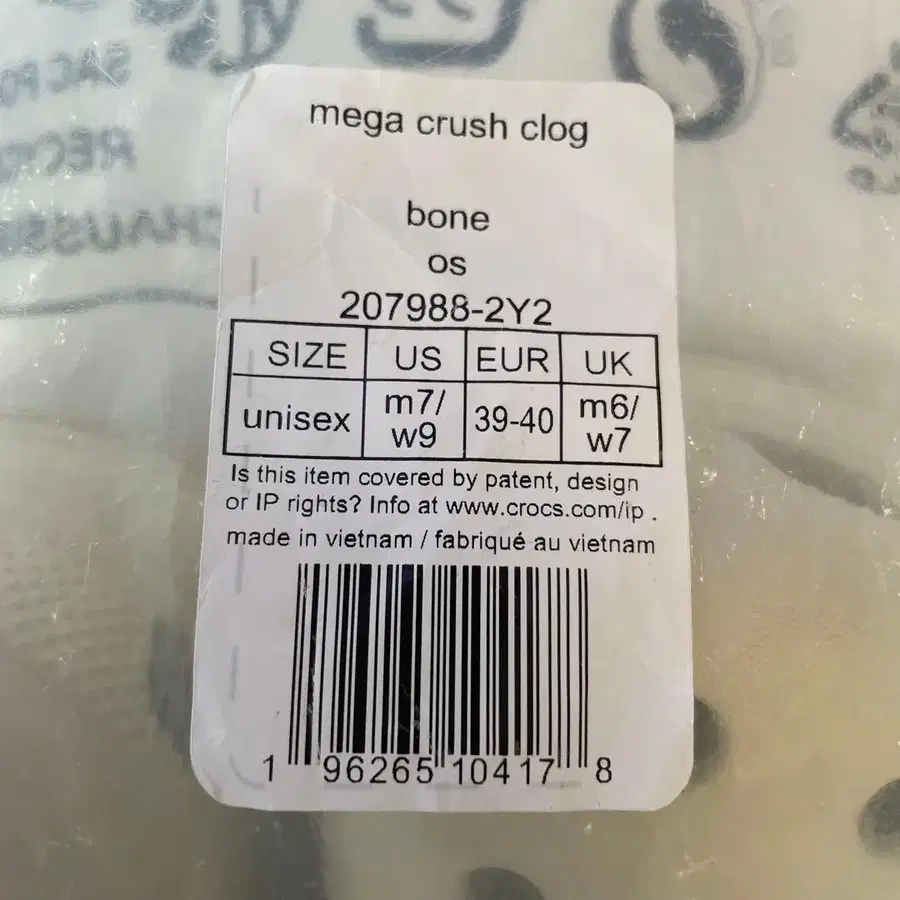 mega crush clog
bone
os
207988-2Y2
SIZE US EUR UK
unisex m7/ w9 39-40 m6/ w7
Is this item covered by patent, design
or IP rights? Info at www.crocs.com/ip .
made in vietnam / fabriqué au vietnam
1 96265 10417 8